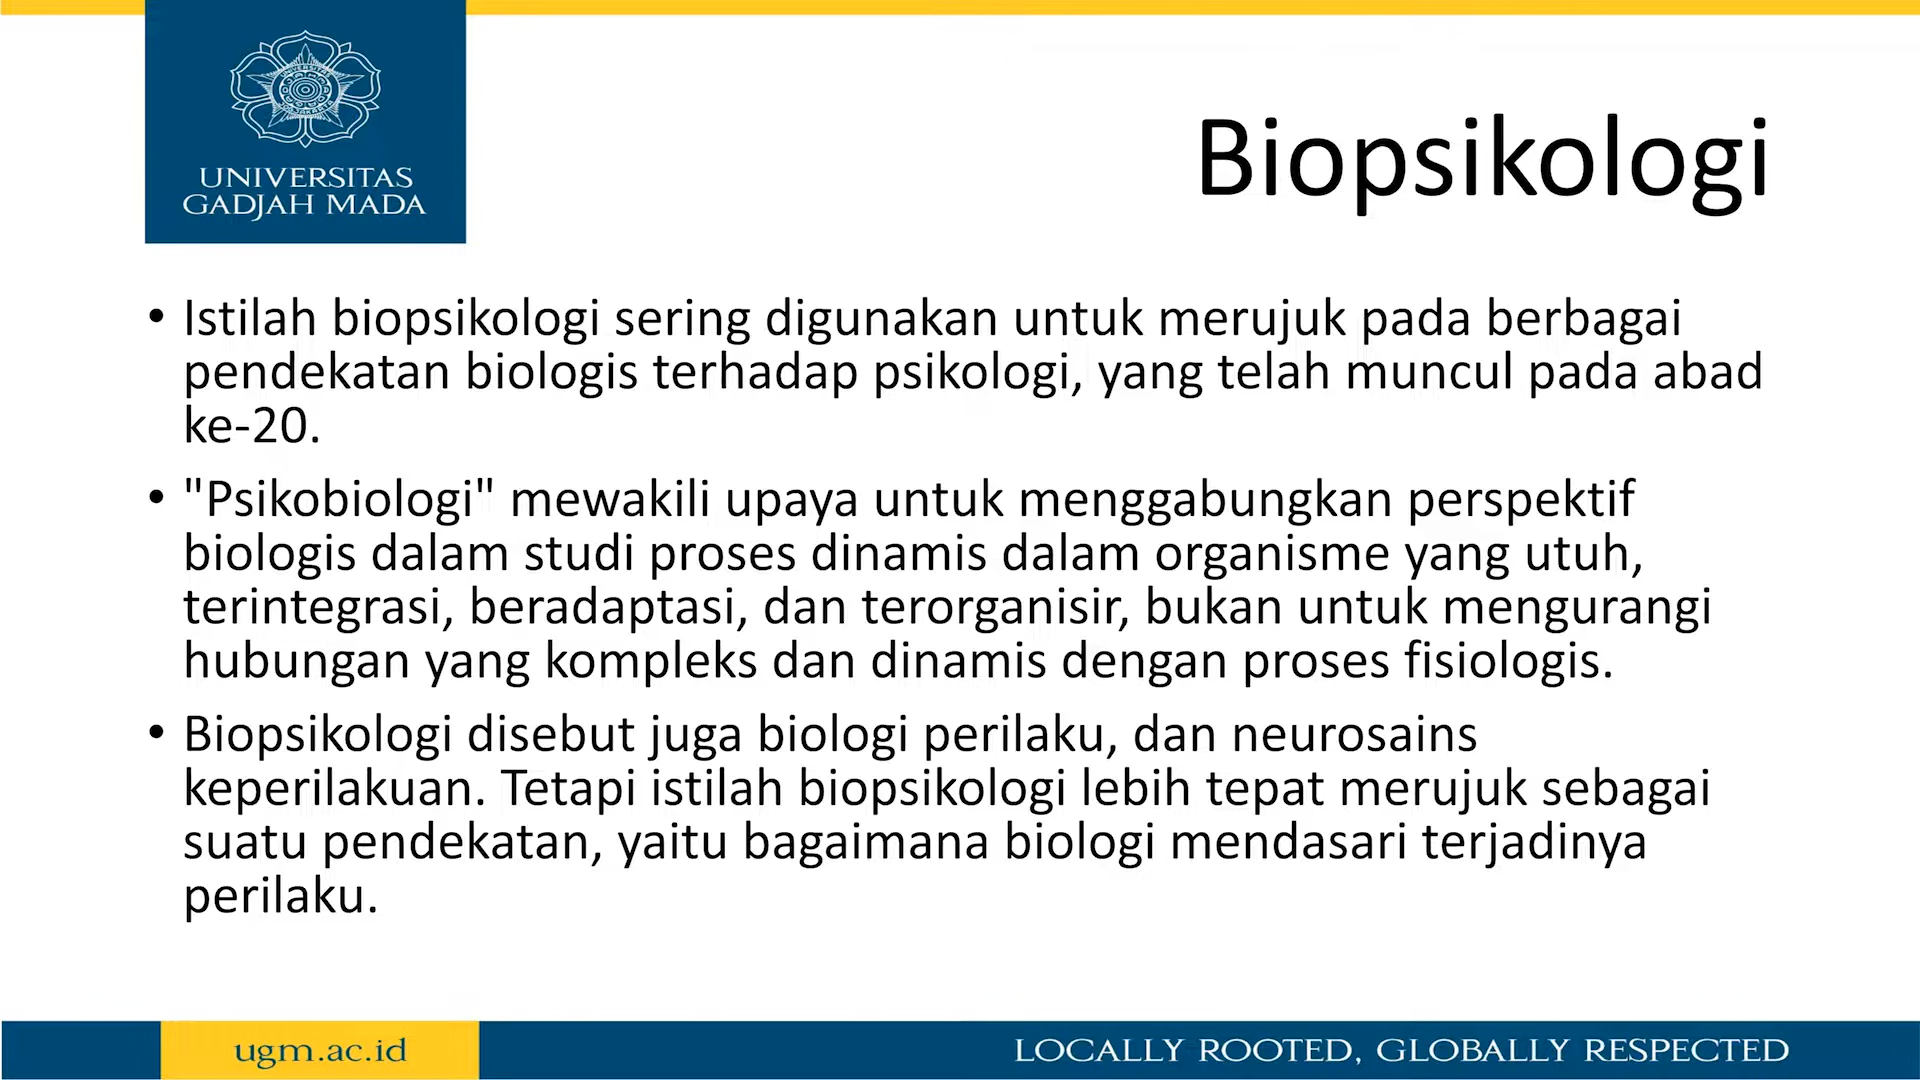 UNIVERSITAS
GADJAH MADA
Biopsikologi
• Istilah biopsikologi sering digunakan untuk merujuk pada berbagai
pendekatan biologis terhadap psikologi, yang telah muncul pada abad
ke-20.
• "Psikobiologi" mewakili upaya untuk menggabungkan perspektif
biologis dalam studi proses dinamis dalam organisme yang utuh,
terintegrasi, beradaptasi, dan terorganisir, bukan untuk mengurangi
hubungan yang kompleks dan dinamis dengan proses fisiologis.
• Biopsikologi disebut juga biologi perilaku, dan neurosains
keperilakuan. Tetapi istilah biopsikologi lebih tepat merujuk sebagai
suatu pendekatan, yaitu bagaimana biologi mendasari terjadinya
perilaku.
ugm.ac.id
LOCALLY ROOTED, GLOBALLY RESPECTED